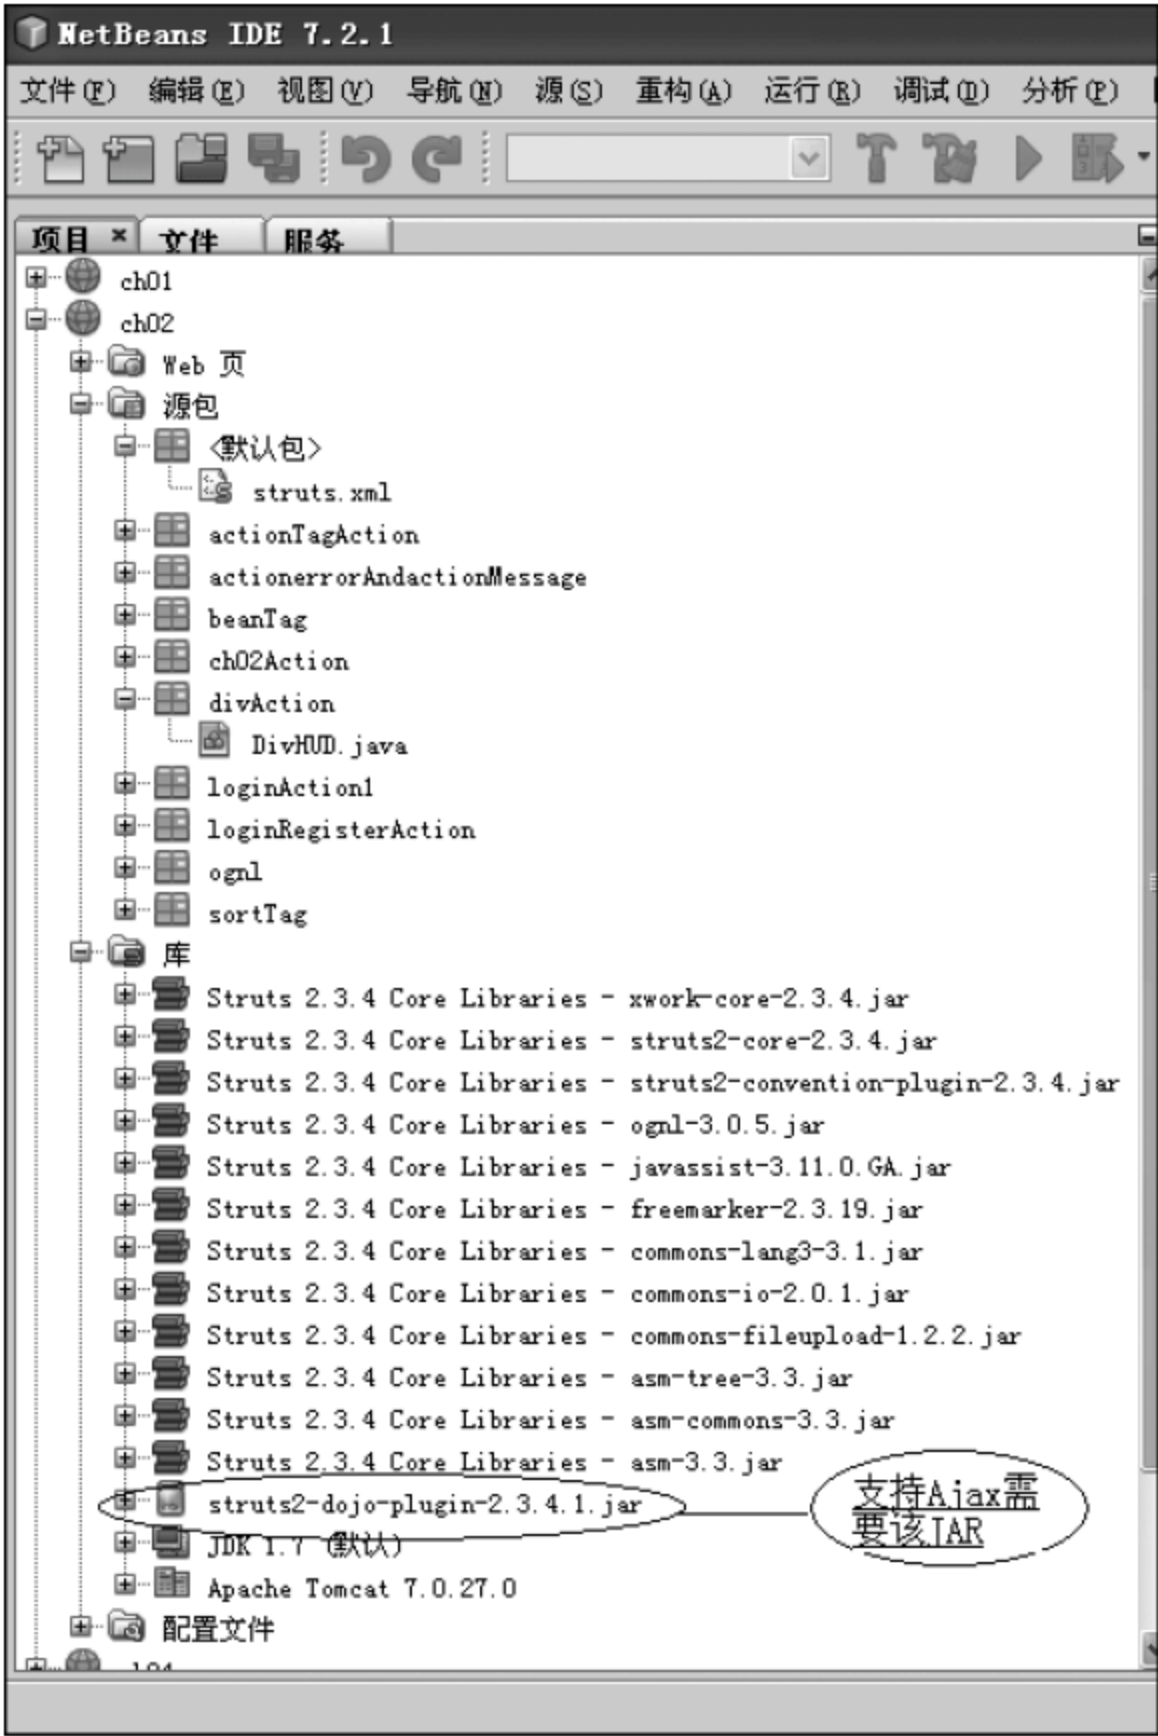 NetBeans IDE 7.2.1
文件(F) 编辑(E) 视图(V) 导航(N) 源(S) 重构(A) 运行(R) 调试(D) 分析(P)
项目 文件 服务
ch01
ch02
Web 页
源包
<默认包>
struts.xml
actionTagAction
actionerrorAndactionMessage
beanTag
ch02Action
divAction
DivHUD.java
loginAction1
loginRegisterAction
ognl
sortTag
库
Struts 2.3.4 Core Libraries - xwork-core-2.3.4.jar
Struts 2.3.4 Core Libraries - struts2-core-2.3.4.jar
Struts 2.3.4 Core Libraries - struts2-convention-plugin-2.3.4.jar
Struts 2.3.4 Core Libraries - ognl-3.0.5.jar
Struts 2.3.4 Core Libraries - javassist-3.11.0.GA.jar
Struts 2.3.4 Core Libraries - freemarker-2.3.19.jar
Struts 2.3.4 Core Libraries - commons-lang3-3.1.jar
Struts 2.3.4 Core Libraries - commons-io-2.0.1.jar
Struts 2.3.4 Core Libraries - commons-fileupload-1.2.2.jar
Struts 2.3.4 Core Libraries - asm-tree-3.3.jar
Struts 2.3.4 Core Libraries - asm-commons-3.3.jar
Struts 2.3.4 Core Libraries - asm-3.3.jar
struts2-dojo-plugin-2.3.4.1.jar
支持Ajax需
要该JAR
JDK 1.7 (默认)
Apache Tomcat 7.0.27.0
配置文件